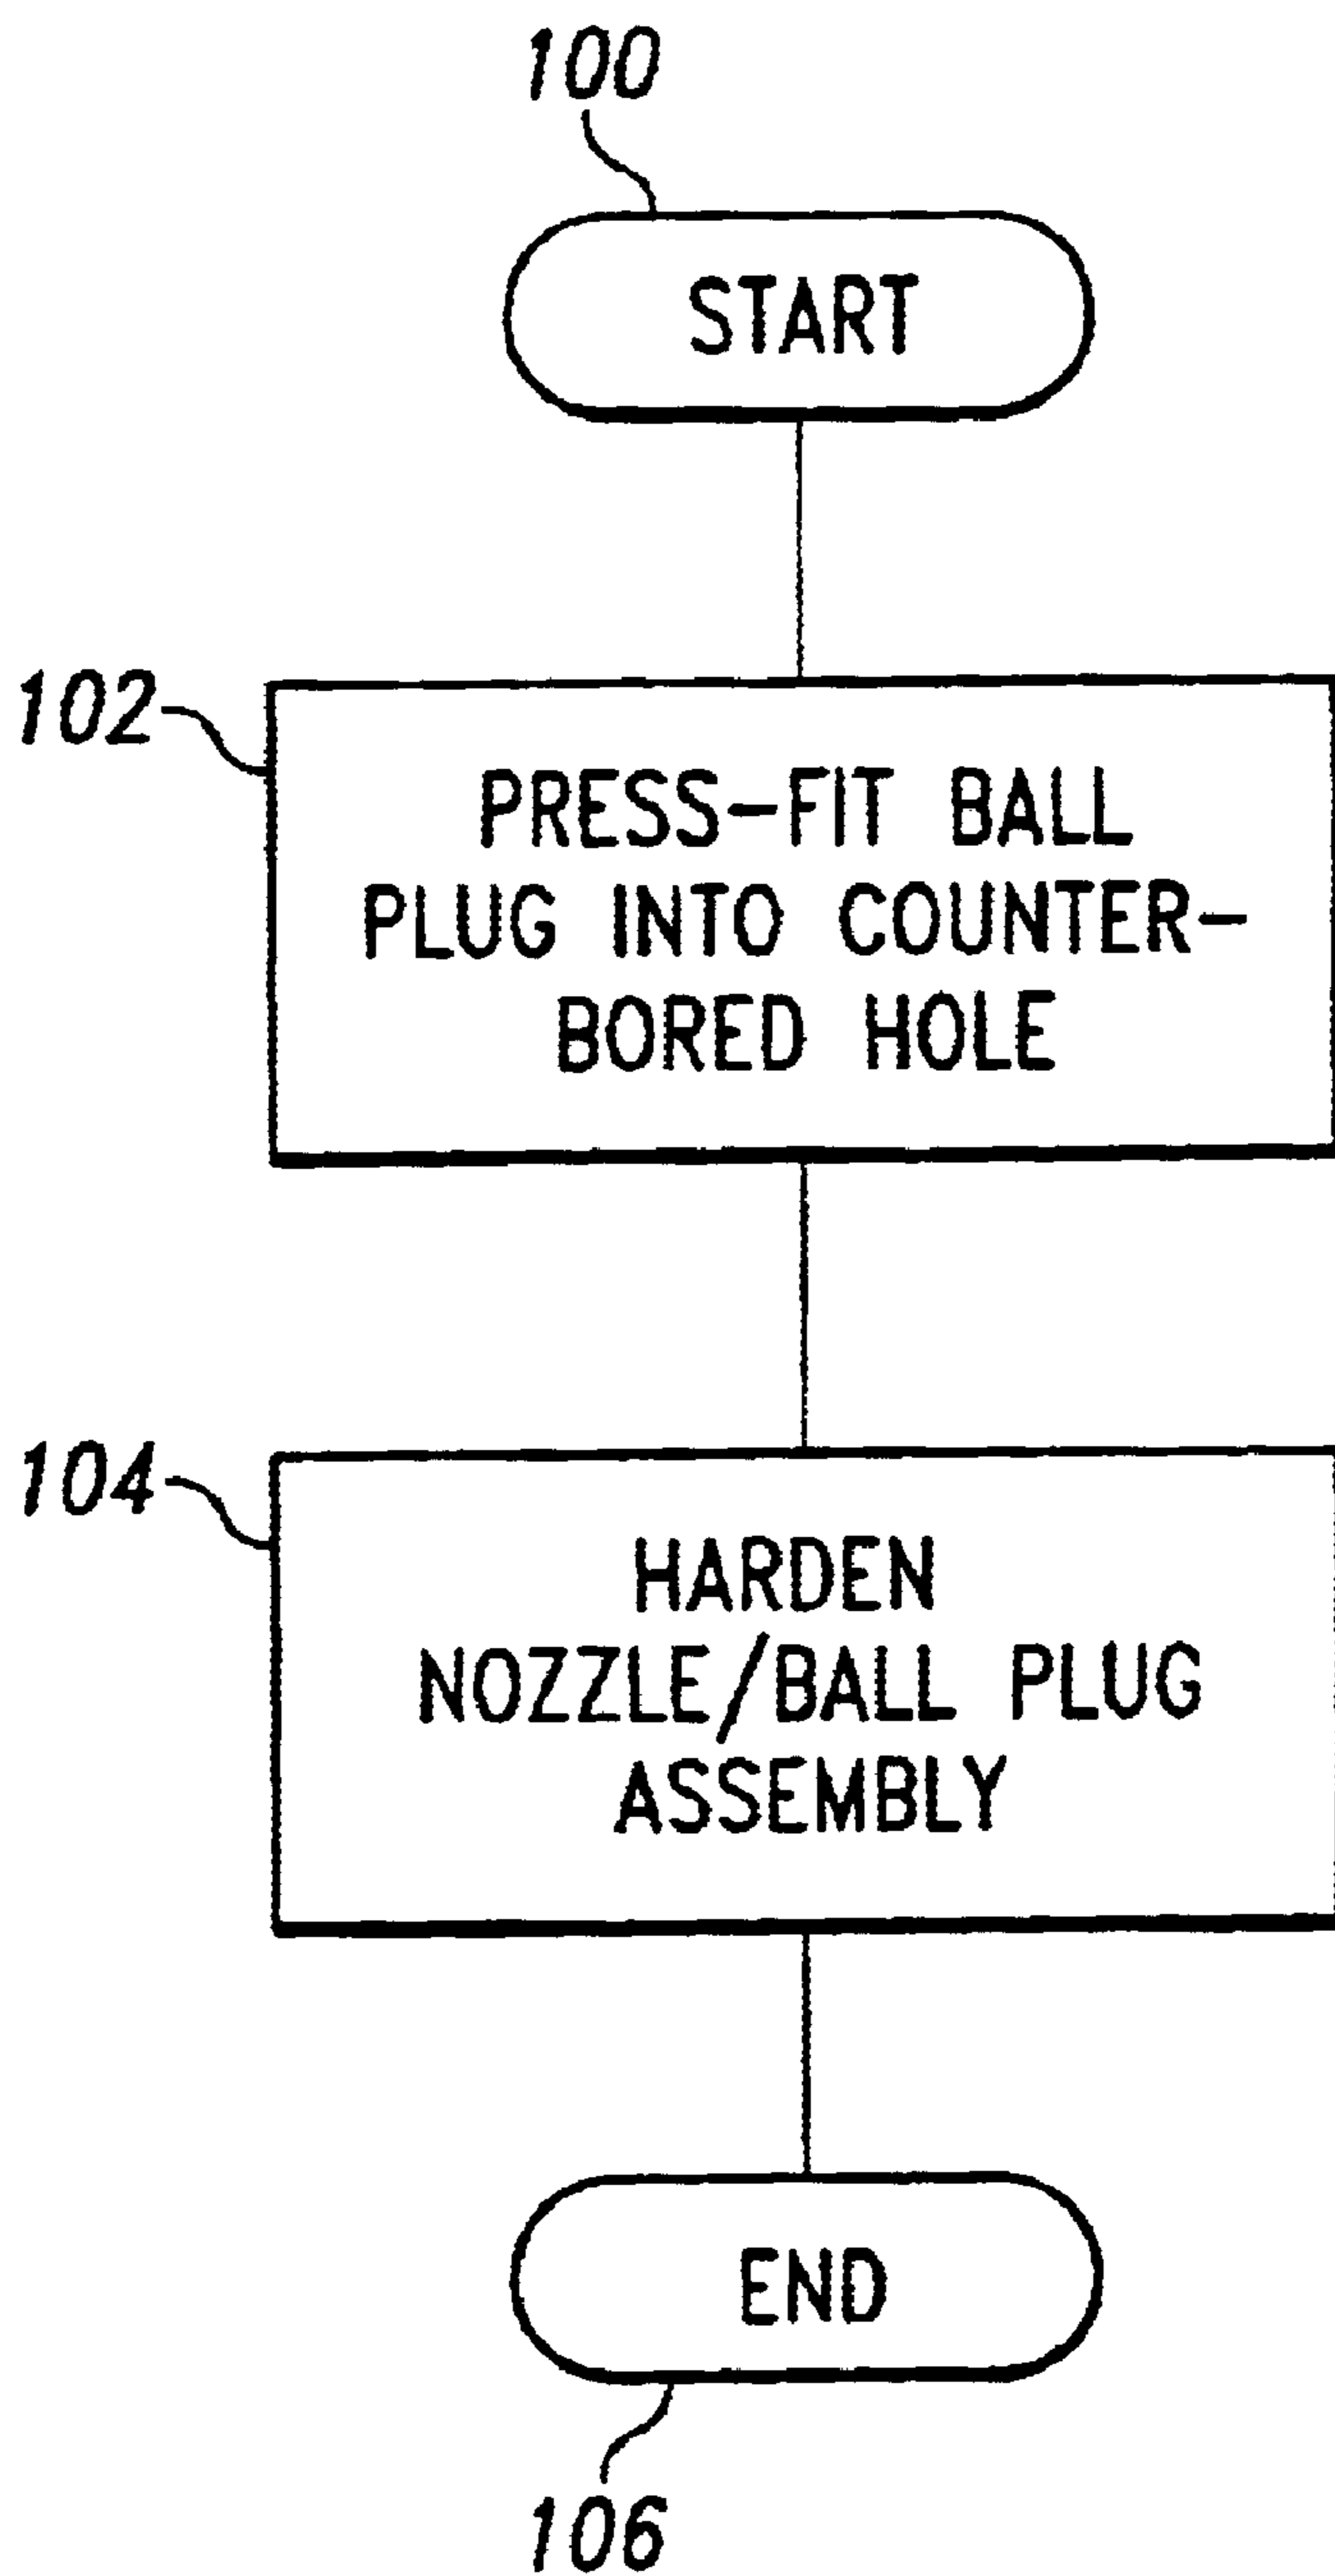 100
START
102
PRESS-FIT BALL
PLUG INTO COUNTER-
BORED HOLE
104
HARDEN
NOZZLE/BALL PLUG
ASSEMBLY
END
106